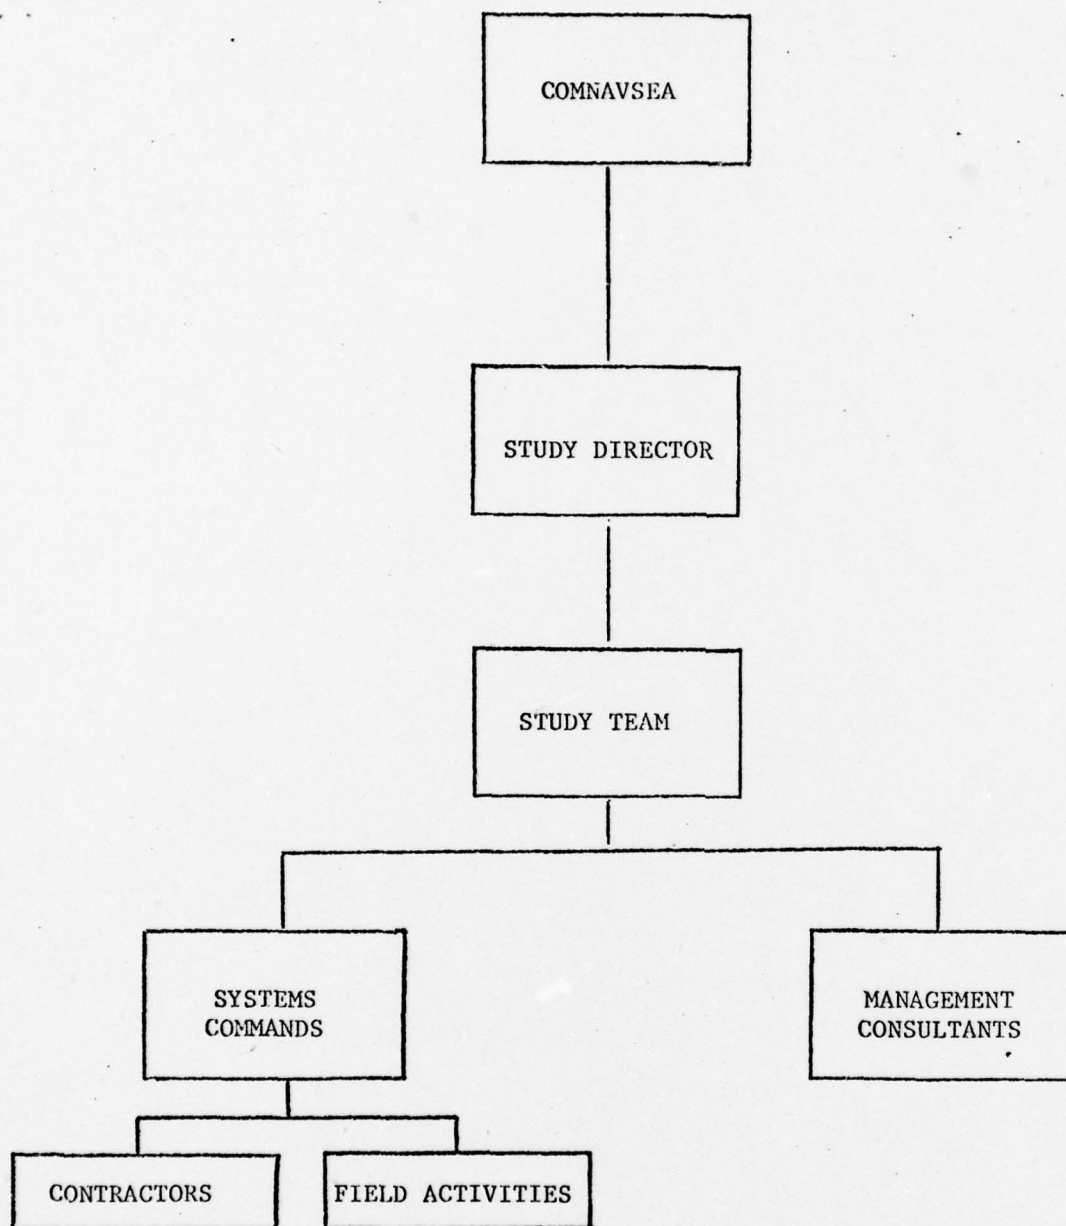 COMNAVSEA
STUDY DIRECTOR
STUDY TEAM
SYSTEMS
COMMANDS
MANAGEMENT
CONSULTANTS
CONTRACTORS
FIELD ACTIVITIES